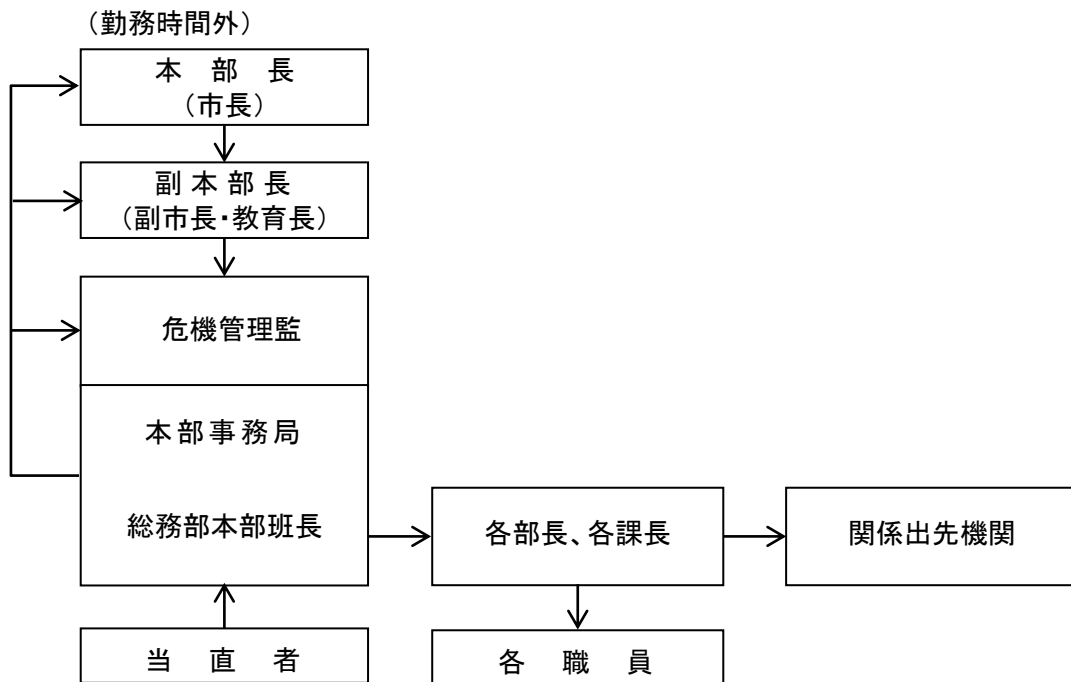 （勤務時間外）
本　部　長
（市長）
副 本 部 長
（副市長・教育長）
危機管理監
本部事務局
総務部本部班長
各部長、各課長
関係出先機関
当　直　者
各　職　員